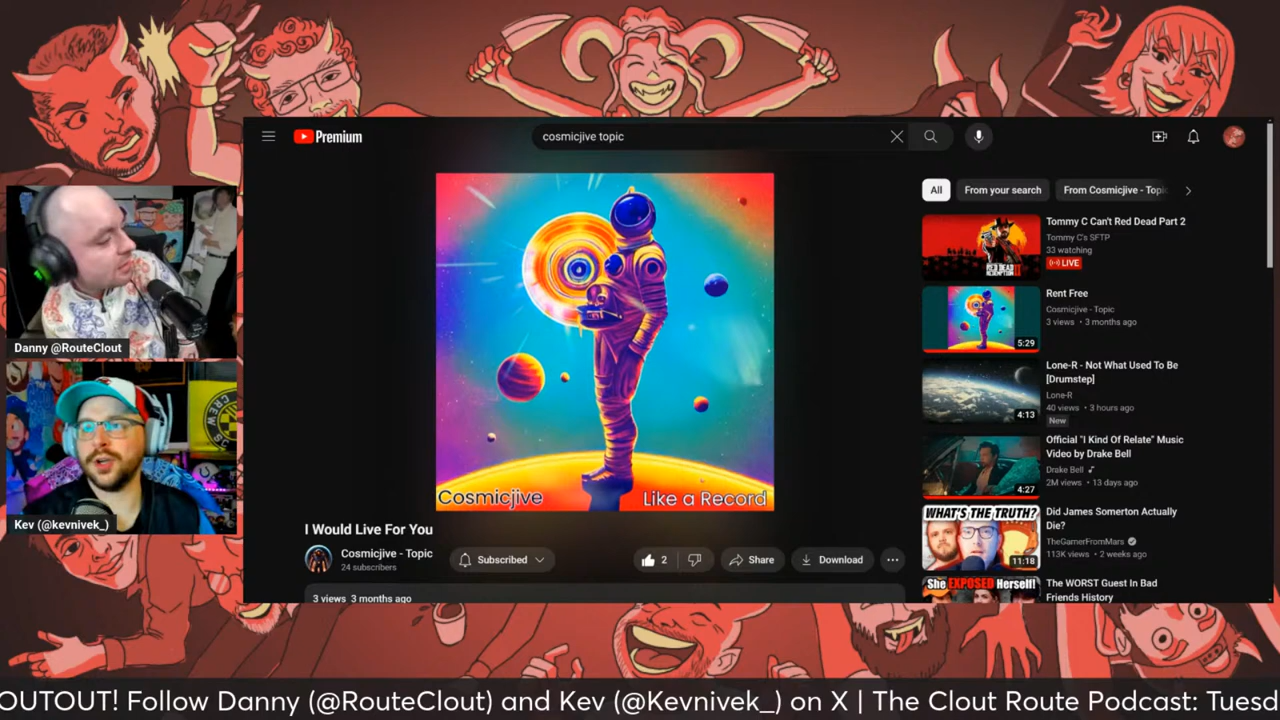 Premium
cosmicjive topic
All
From your search
From Cosmicjive - Topic
Danny @RouteClout
Kev (@kevnivek_)
CREW
Cosmicjive
Like a Record
I Would Live For You
Cosmicjive - Topic
24 subscribers
Subscribed
2
Share
Download
3 views 3 months ago
Tommy C Can't Red Dead Part 2
Tommy C's SFTP
33 watching
LIVE
RED DEAD
REDEMPTION II
Rent Free
Cosmicjive - Topic
3 views • 3 months ago
5:29
Lone-R - Not What Used To Be
[Drumstep]
Lone-R
40 views • 3 hours ago
New
4:13
Official "I Kind Of Relate" Music
Video by Drake Bell
Drake Bell
2M views • 13 days ago
4:27
WHAT'S THE TRUTH?
Did James Somerton Actually
Die?
TheGamerFromMars
113K views • 2 weeks ago
11:18
She EXPOSED Herself!
The WORST Guest In Bad
Friends History
OUTOUT! Follow Danny (@RouteClout) and Kev (@Kevnivek_) on X | The Clout Route Podcast: Tuesd